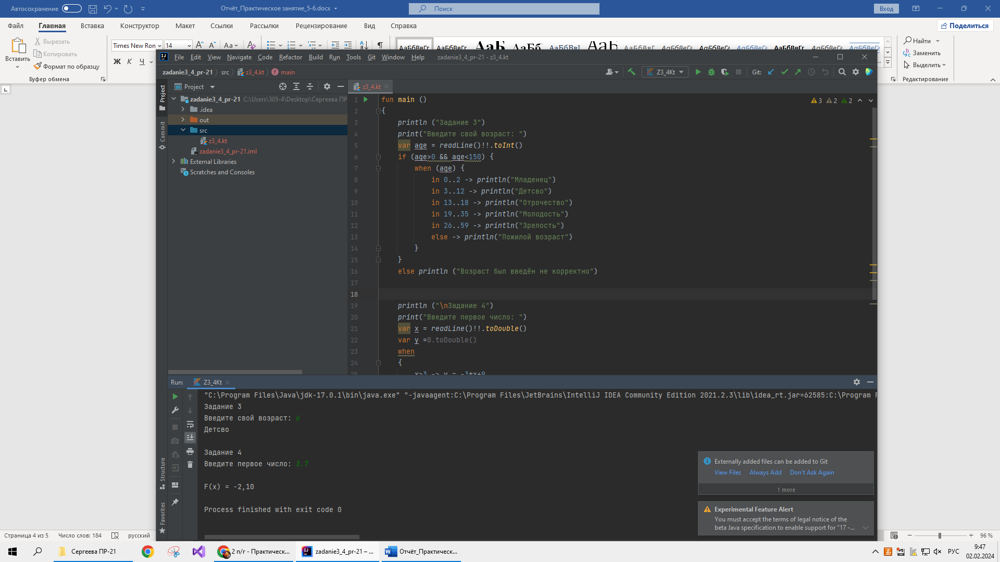 Автосохранение
Отчёт_Практическое занятие_5-6.docx
Поиск
Вход
Файл Главная Вставка Конструктор Макет Ссылки Рассылки Рецензирование Вид Справка
Поделиться
Вставить
Вырезать
Копировать
Формат по образцу
Буфер обмена
Times New Ron 14
Ж К Ч
Найти
Заменить
Выделить
Редактирование
File Edit View Navigate Code Refactor Build Run Tools Git Window Help zadanie3_4_pr-21 - z3_4.kt
zadanie3_4_pr-21 src z3_4.kt main
Z3_4Kt
Git:
Project
z3_4.kt
Project
Commit
Structure
Favorites
zadanie3_4_pr-21 C:\Users\305-4\Desktop\Сергеева ПР
.idea
out
src
z3_4.kt
zadanie3_4_pr-21.iml
External Libraries
Scratches and Consoles
3 2 2
1 fun main ()
2 {
3 println ("Задание 3")
4 print("Введите свой возраст: ")
5 var age = readLine()!!.toInt()
6 if (age>0 && age<150) {
7 when (age) {
8 in 0..2 -> println("Младенец")
9 in 3..12 -> println("Детсво")
10 in 13..18 -> println("Отрочество")
11 in 19..35 -> println("Молодость")
12 in 26..59 -> println("Зрелость")
13 else -> println("Пожилой возраст")
14 }
15 }
16 else println ("Возраст был введён не корректно")
17
18
19 println ("\nЗадание 4")
20 print("Введите первое число: ")
21 var x = readLine()!!.toDouble()
22 var y =0.toDouble()
23 when
24 {
25 x>3 -> y = -3*x+9
Run: Z3_4Kt
"C:\Program Files\Java\jdk-17.0.1\bin\java.exe" "-javaagent:C:\Program Files\JetBrains\IntelliJ IDEA Community Edition 2021.2.3\lib\idea_rt.jar=62585:C:\Program F
Задание 3
Введите свой возраст: 6
Детсво
Задание 4
Введите первое число: 3.7
F(x) = -2,10
Process finished with exit code 0
Externally added files can be added to Git
View Files Always Add Don't Ask Again
1 more
Experimental Feature Alert
You must accept the terms of legal notice of the
beta Java specification to enable support for "17 -...
Страница 4 из 5 Число слов: 184 русский
96 %
Сергеева ПР-21
2 п/г - Практическ...
zadanie3_4_pr-21 – ...
Отчёт_Практическ...
РУС
9:47
02.02.2024